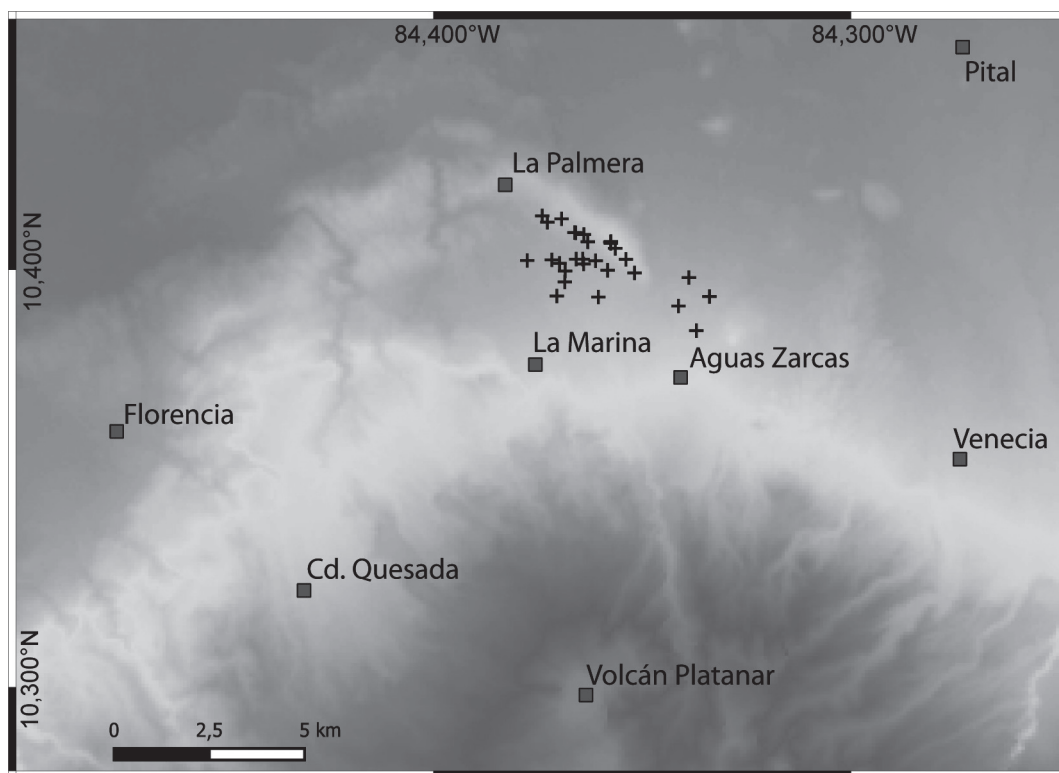 84,400°W
84,300°W
Pital
La Palmera
10,400°N
La Marina
Aguas Zarcas
Florencia
Venecia
Cd. Quesada
10,300°N
Volcán Platanar
0 2,5 5 km